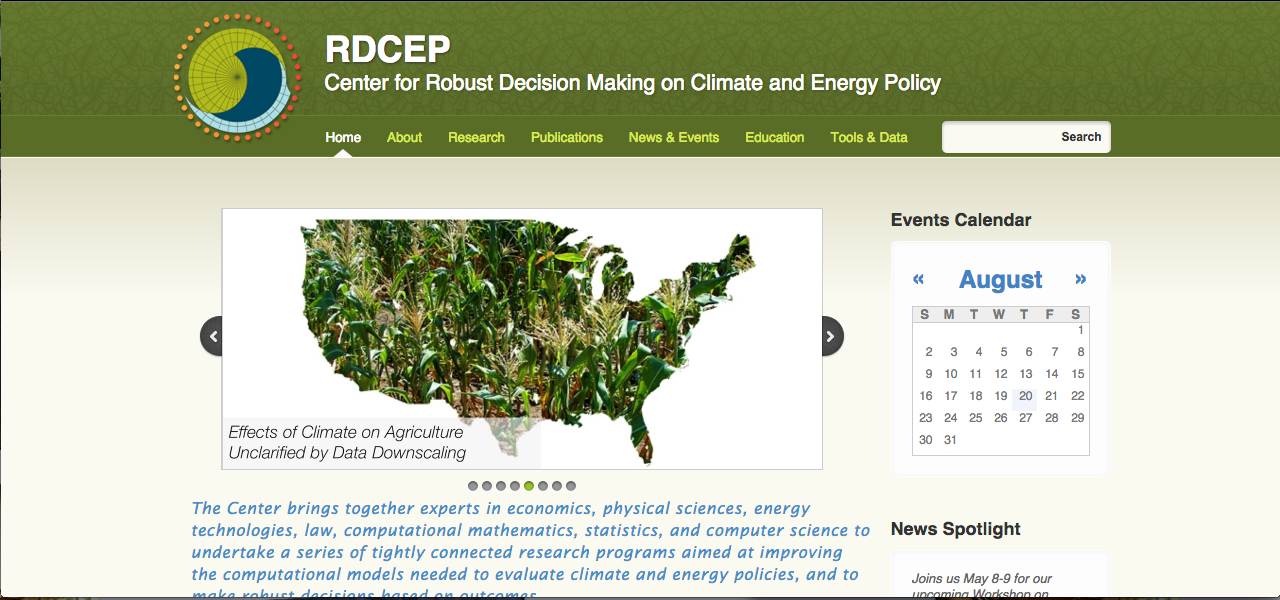 RDCEP
Center for Robust Decision Making on Climate and Energy Policy
Home About Research Publications News & Events Education Tools & Data Search
Effects of Climate on Agriculture
Unclarified by Data Downscaling
The Center brings together experts in economics, physical sciences, energy
technologies, law, computational mathematics, statistics, and computer science to
undertake a series of tightly connected research programs aimed at improving
the computational models needed to evaluate climate and energy policies, and to
make robust decisions based on outcomes.
Events Calendar
« August »
S M T W T F S
1
2 3 4 5 6 7 8
9 10 11 12 13 14 15
16 17 18 19 20 21 22
23 24 25 26 27 28 29
30 31
News Spotlight
Joins us May 8-9 for our
upcoming Workshop on